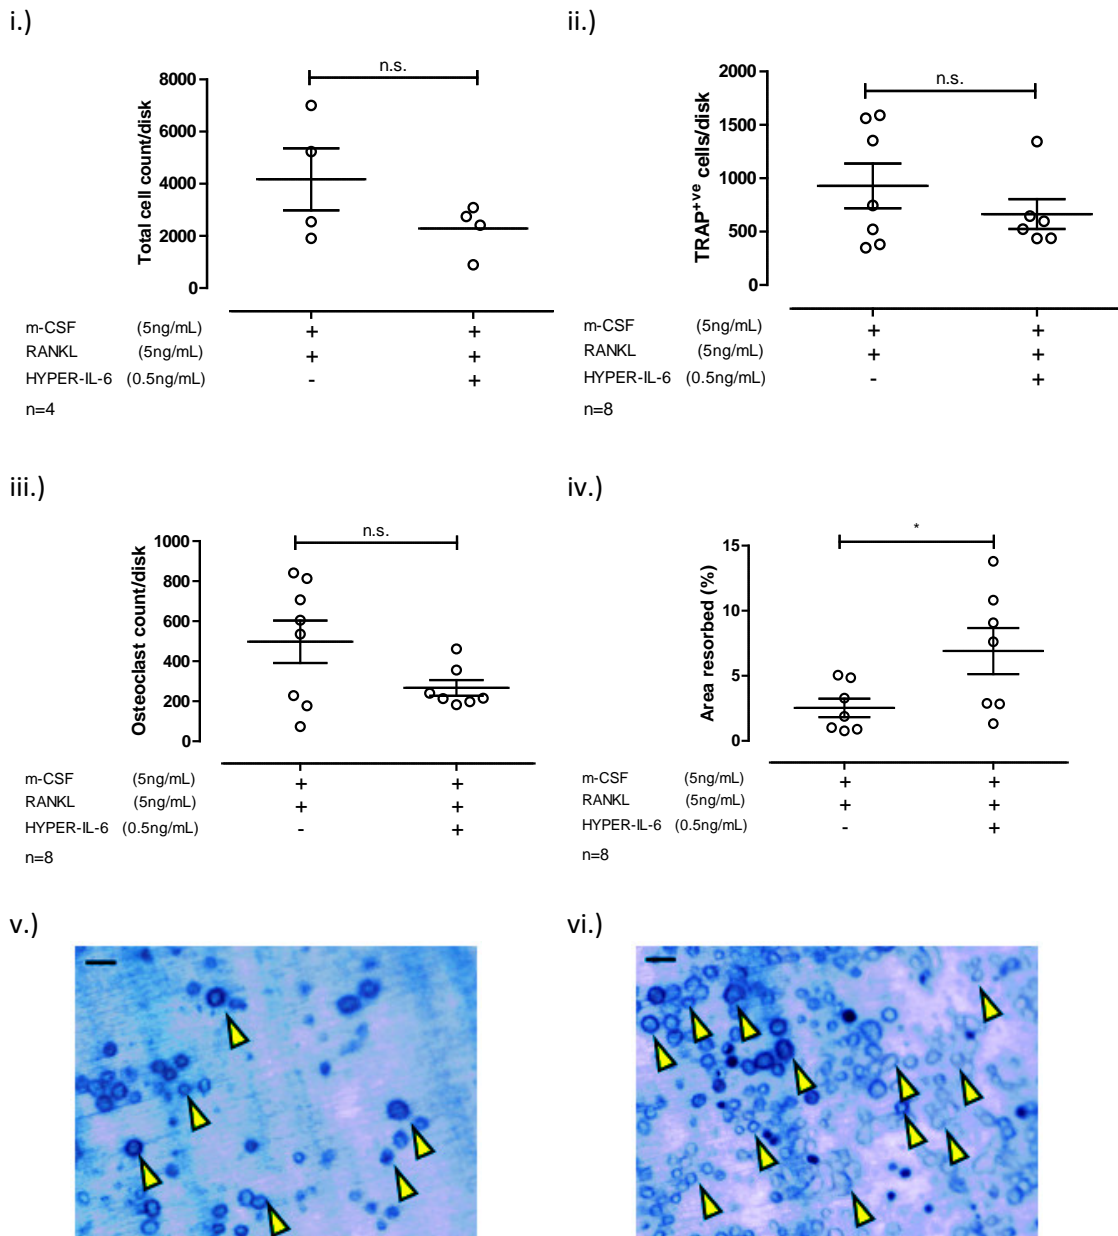 i.)
n.s.
8000
6000
4000
2000
0
Total cell count/disk
m-CSF (5ng/mL) + +
RANKL (5ng/mL) + +
HYPER-IL-6 (0.5ng/mL) - +
n=4
ii.)
n.s.
2000
1500
1000
500
0
TRAP+ve cells/disk
m-CSF (5ng/mL) + +
RANKL (5ng/mL) + +
HYPER-IL-6 (0.5ng/mL) - +
n=8
iii.)
n.s.
1000
800
600
400
200
0
Osteoclast count/disk
m-CSF (5ng/mL) + +
RANKL (5ng/mL) + +
HYPER-IL-6 (0.5ng/mL) - +
n=8
iv.)
*
15
10
5
0
Area resorbed (%)
m-CSF (5ng/mL) + +
RANKL (5ng/mL) + +
HYPER-IL-6 (0.5ng/mL) - +
n=8
v.)
vi.)